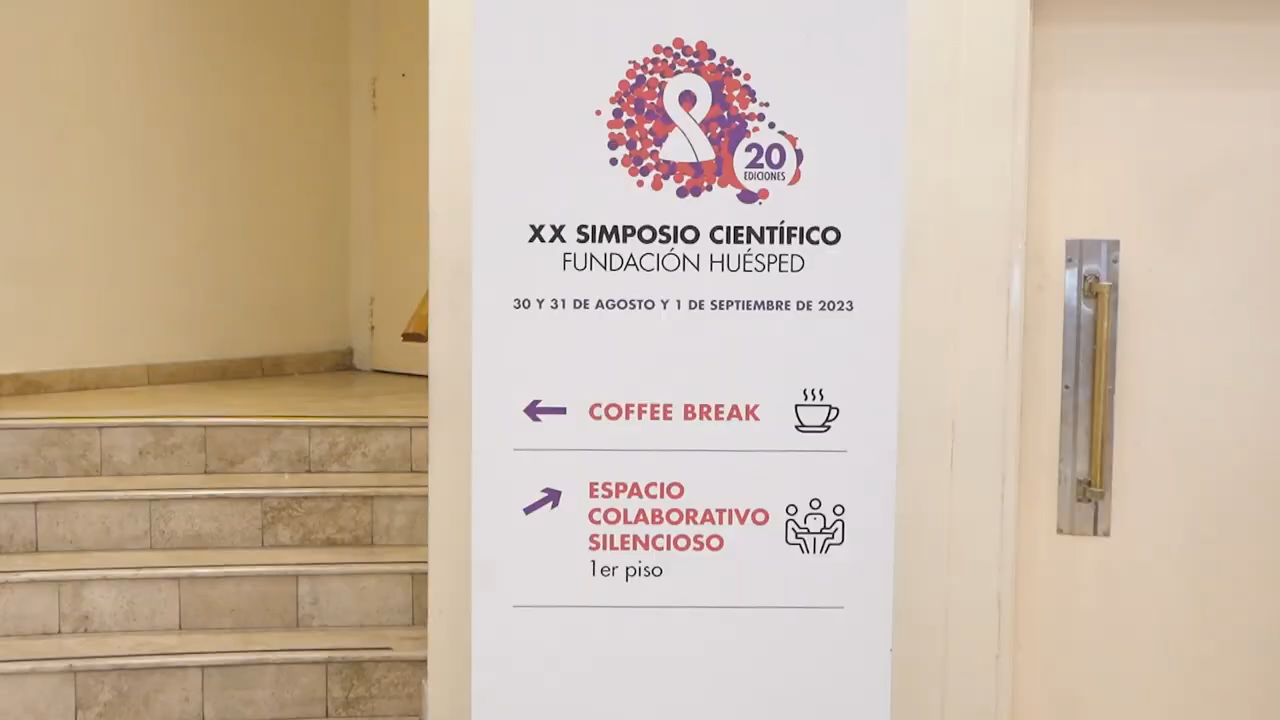 20
EDICIONES
XX SIMPOSIO CIENTÍFICO
FUNDACIÓN HUÉSPED
30 Y 31 DE AGOSTO Y 1 DE SEPTIEMBRE DE 2023
COFFEE BREAK
ESPACIO
COLABORATIVO
SILENCIOSO
1er piso